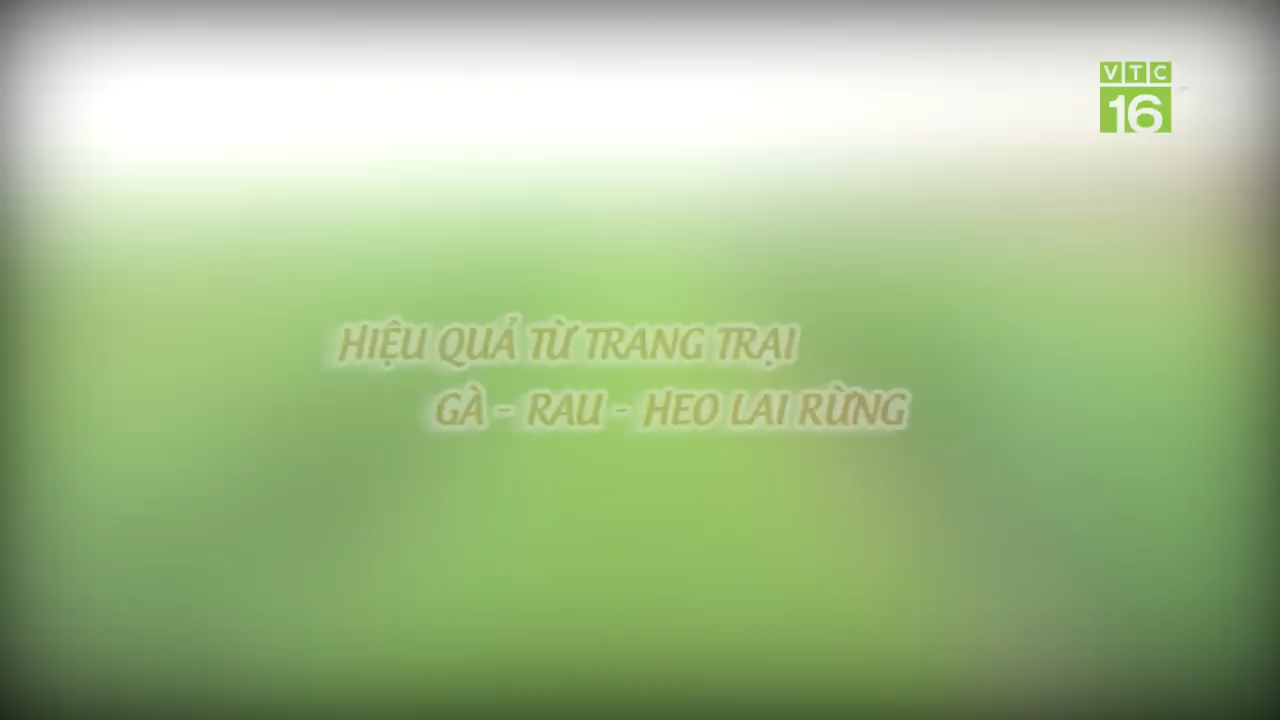 VTC
16
HIỆU QUẢ TỪ TRANG TRẠI
GÀ - RAU - HEO LAI RỪNG